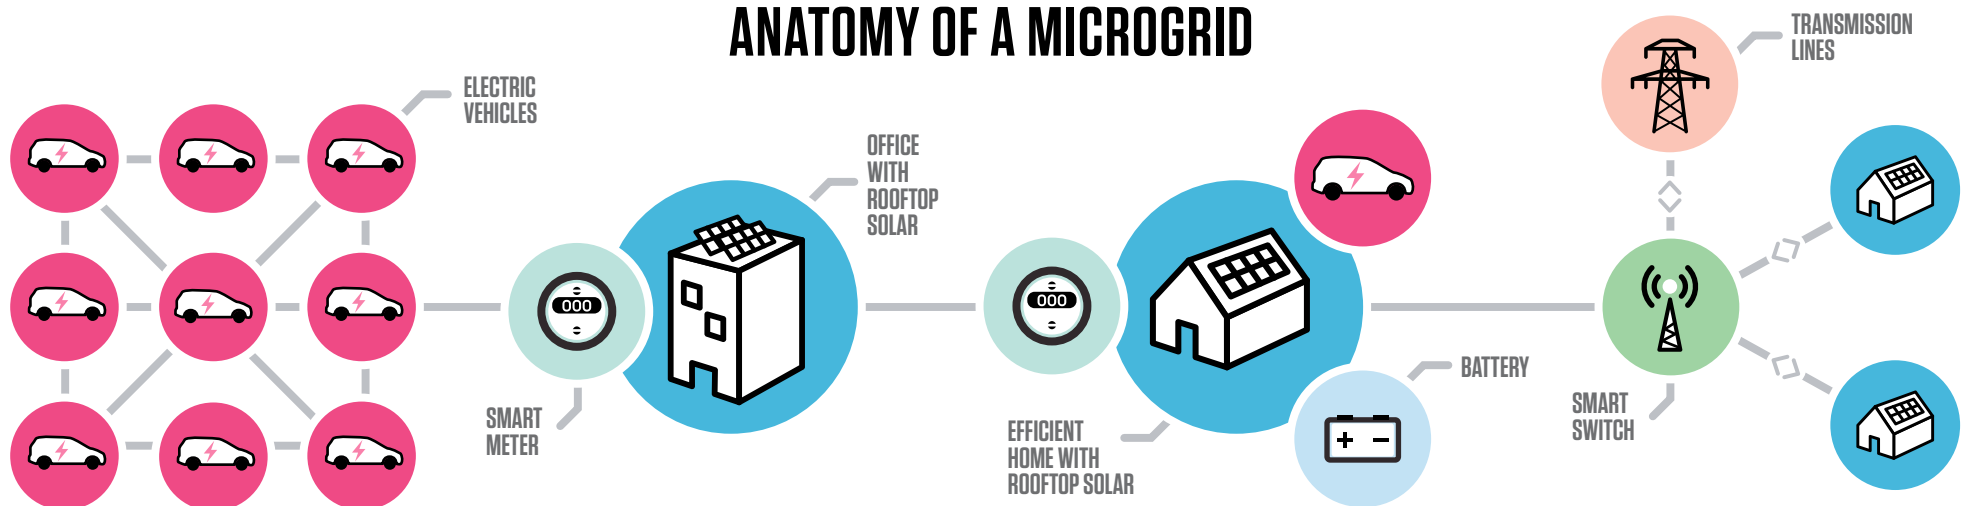 ANATOMY OF A MICROGRID
ELECTRIC
VEHICLES
SMART
METER
000
OFFICE
WITH
ROOFTOP
SOLAR
000
EFFICIENT
HOME WITH
ROOFTOP SOLAR
BATTERY
TRANSMISSION
LINES
SMART
SWITCH